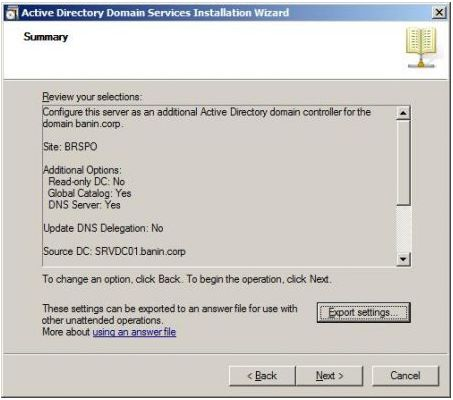 Active Directory Domain Services Installation Wizard
Summary
Review your selections:
Configure this server as an additional Active Directory domain controller for the
domain banin.corp.
Site: BRSPO
Additional Options:
Read-only DC: No
Global Catalog: Yes
DNS Server: Yes
Update DNS Delegation: No
Source DC: SRVDC01.banin.corp
To change an option, click Back. To begin the operation, click Next.
These settings can be exported to an answer file for use with
other unattended operations.
More about using an answer file
Export settings...
< Back
Next >
Cancel